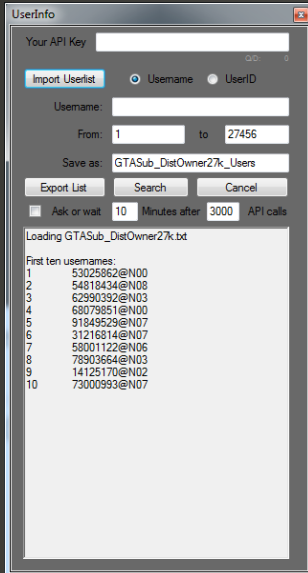 UserInfo
Your API Key
Q/D: 0
Import Userlist Username UserID
Username:
From: 1 to 27456
Save as: GTASub_DistOwner27k_Users
Export List Search Cancel
Ask or wait 10 Minutes after 3000 API calls
Loading GTASub_DistOwner27k.txt
First ten usernames:
1 53025862@N00
2 54818434@N08
3 62990392@N03
4 68079851@N00
5 91849529@N07
6 31216814@N07
7 58001122@N06
8 78903664@N03
9 14125170@N02
10 73000993@N07